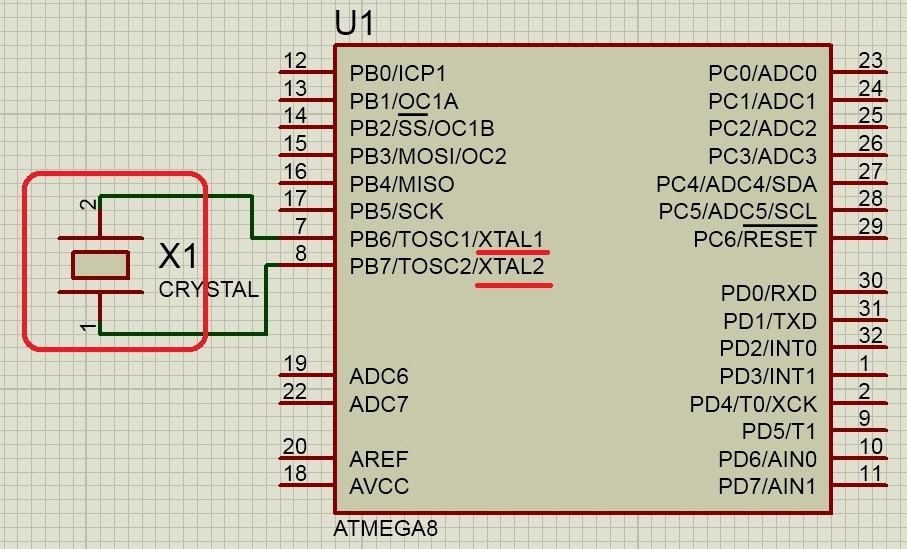 U1
12 PB0/ICP1 PC0/ADC0 23
13 PB1/OC1A PC1/ADC1 24
14 PB2/SS/OC1B PC2/ADC2 25
15 PB3/MOSI/OC2 PC3/ADC3 26
16 PB4/MISO PC4/ADC4/SDA 27
17 PB5/SCK PC5/ADC5/SCL 28
2 7 PB6/TOSC1/XTAL1 PC6/RESET 29
X1 8 PB7/TOSC2/XTAL2
CRYSTAL PD0/RXD 30
1 PD1/TXD 31
PD2/INT0 32
19 ADC6 PD3/INT1 1
22 ADC7 PD4/T0/XCK 2
PD5/T1 9
20 AREF PD6/AIN0 10
18 AVCC PD7/AIN1 11
ATMEGA8